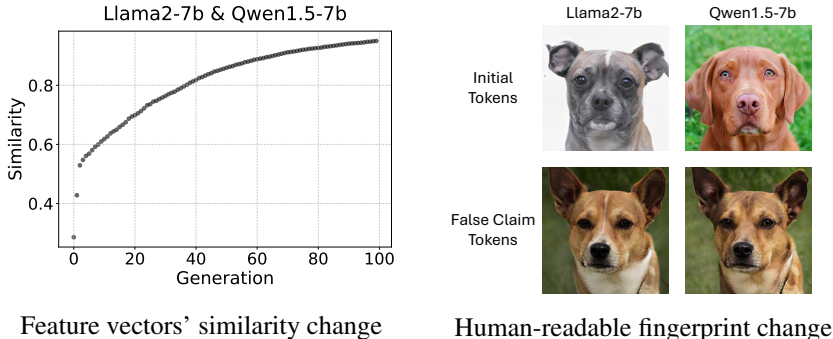 Llama2-7b & Qwen1.5-7b
Similarity
0.8
0.6
0.4
0 20 40 60 80 100
Generation
Feature vectors' similarity change
Llama2-7b Qwen1.5-7b
Initial
Tokens
False Claim
Tokens
Human-readable fingerprint change